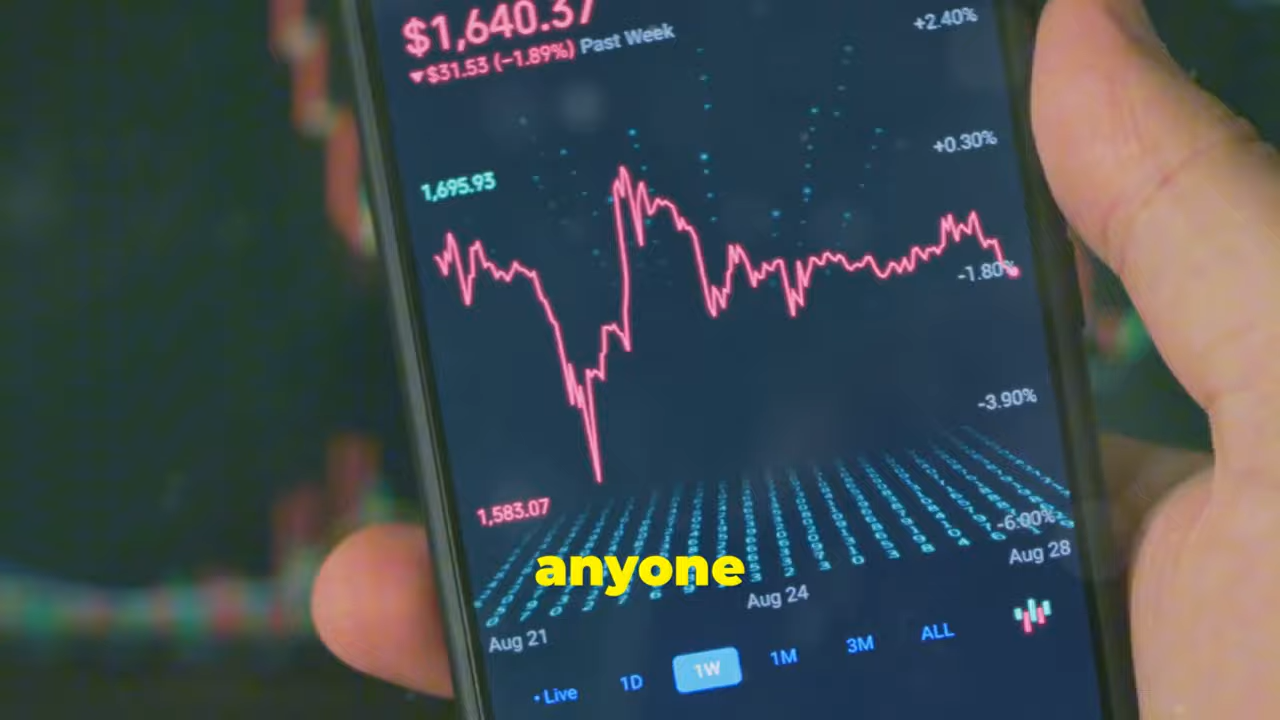 $1,640.37
▼$31.53 (-1.89%) Past Week
+2.40%
+0.30%
1,695.93
-1.80%
-3.90%
1,583.07
-6.00%
anyone
Aug 21
Aug 24
Aug 28
• Live 1D 1W 1M 3M ALL